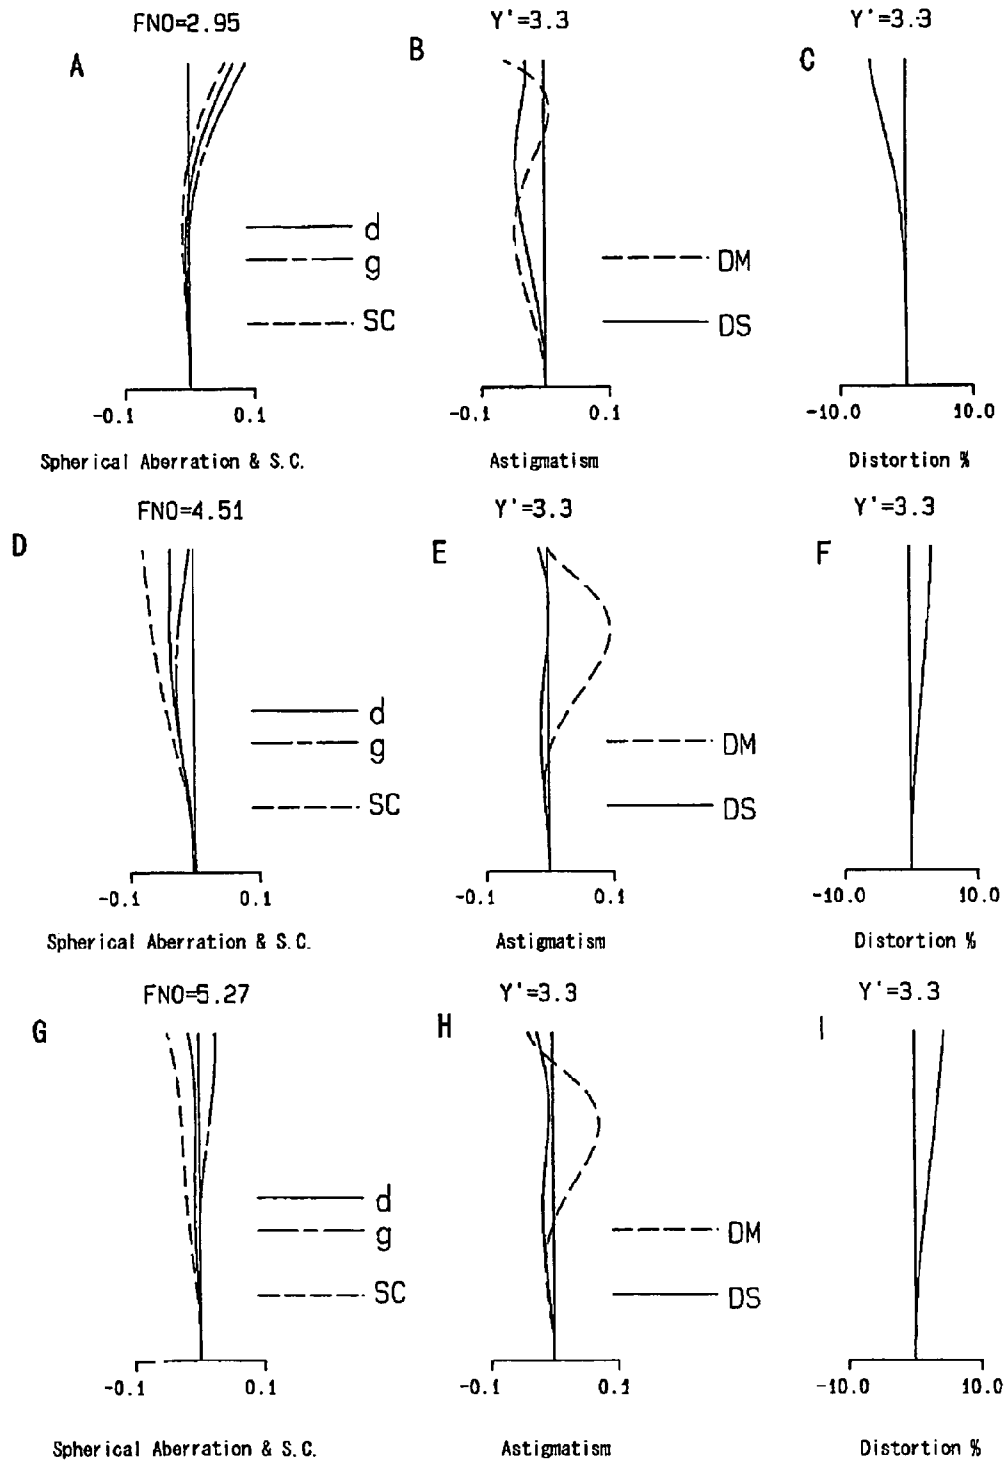 FNO=2.95
Y'=3.3
Y'=3.3
A
B
C
d
g
SC
DM
DS
-0.1 0.1
-0.1 0.1
-10.0 10.0
Spherical Aberration & S.C.
Astigmatism
Distortion %
FNO=4.51
Y'=3.3
Y'=3.3
D
E
F
d
g
SC
DM
DS
-0.1 0.1
-0.1 0.1
-10.0 10.0
Spherical Aberration & S.C.
Astigmatism
Distortion %
FNO=5.27
Y'=3.3
Y'=3.3
G
H
I
d
g
SC
DM
DS
-0.1 0.1
-0.1 0.1
-10.0 10.0
Spherical Aberration & S.C.
Astigmatism
Distortion %